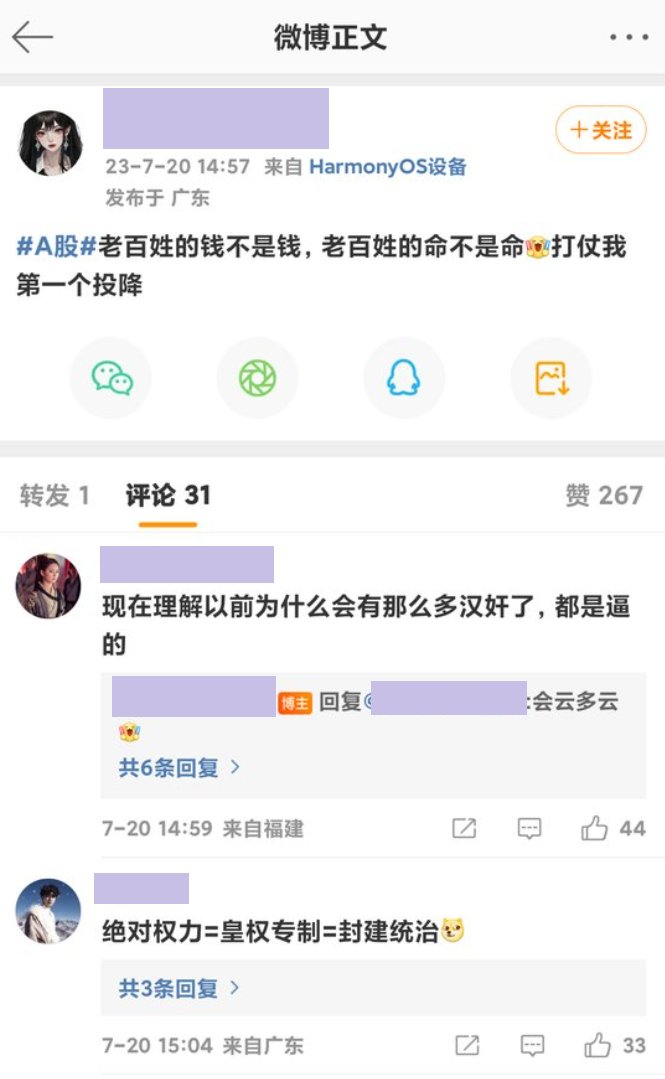 微博正文
+关注
23-7-20 14:57 来自 HarmonyOS设备
发布于 广东
#A股#老百姓的钱不是钱，老百姓的命不是命打仗我
第一个投降
转发 1 评论 31 赞 267
现在理解以前为什么会有那么多汉奸了，都是逼
的
博主 回复@ :会云多云
共6条回复 >
7-20 14:59 来自福建 44
绝对权力=皇权专制=封建统治
共3条回复 >
7-20 15:04 来自广东 33